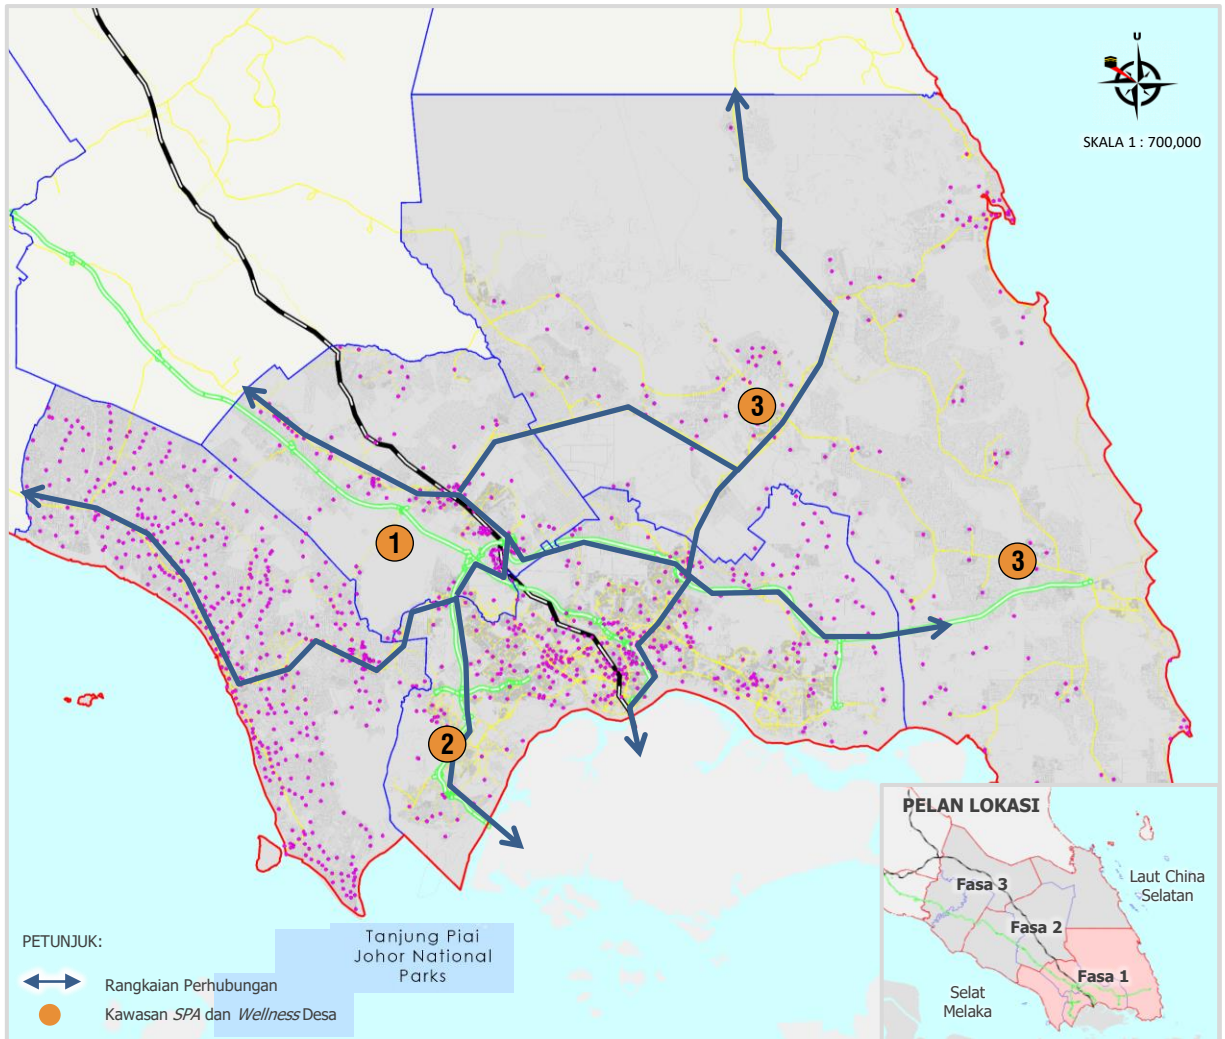 U
SKALA 1 : 700,000
3
1
3
2
PELAN LOKASI
Laut China
Selatan
Fasa 3
Fasa 2
Fasa 1
Selat
Melaka
PETUNJUK:
Tanjung Piai
Johor National
Parks
Rangkaian Perhubungan
Kawasan SPA dan Wellness Desa